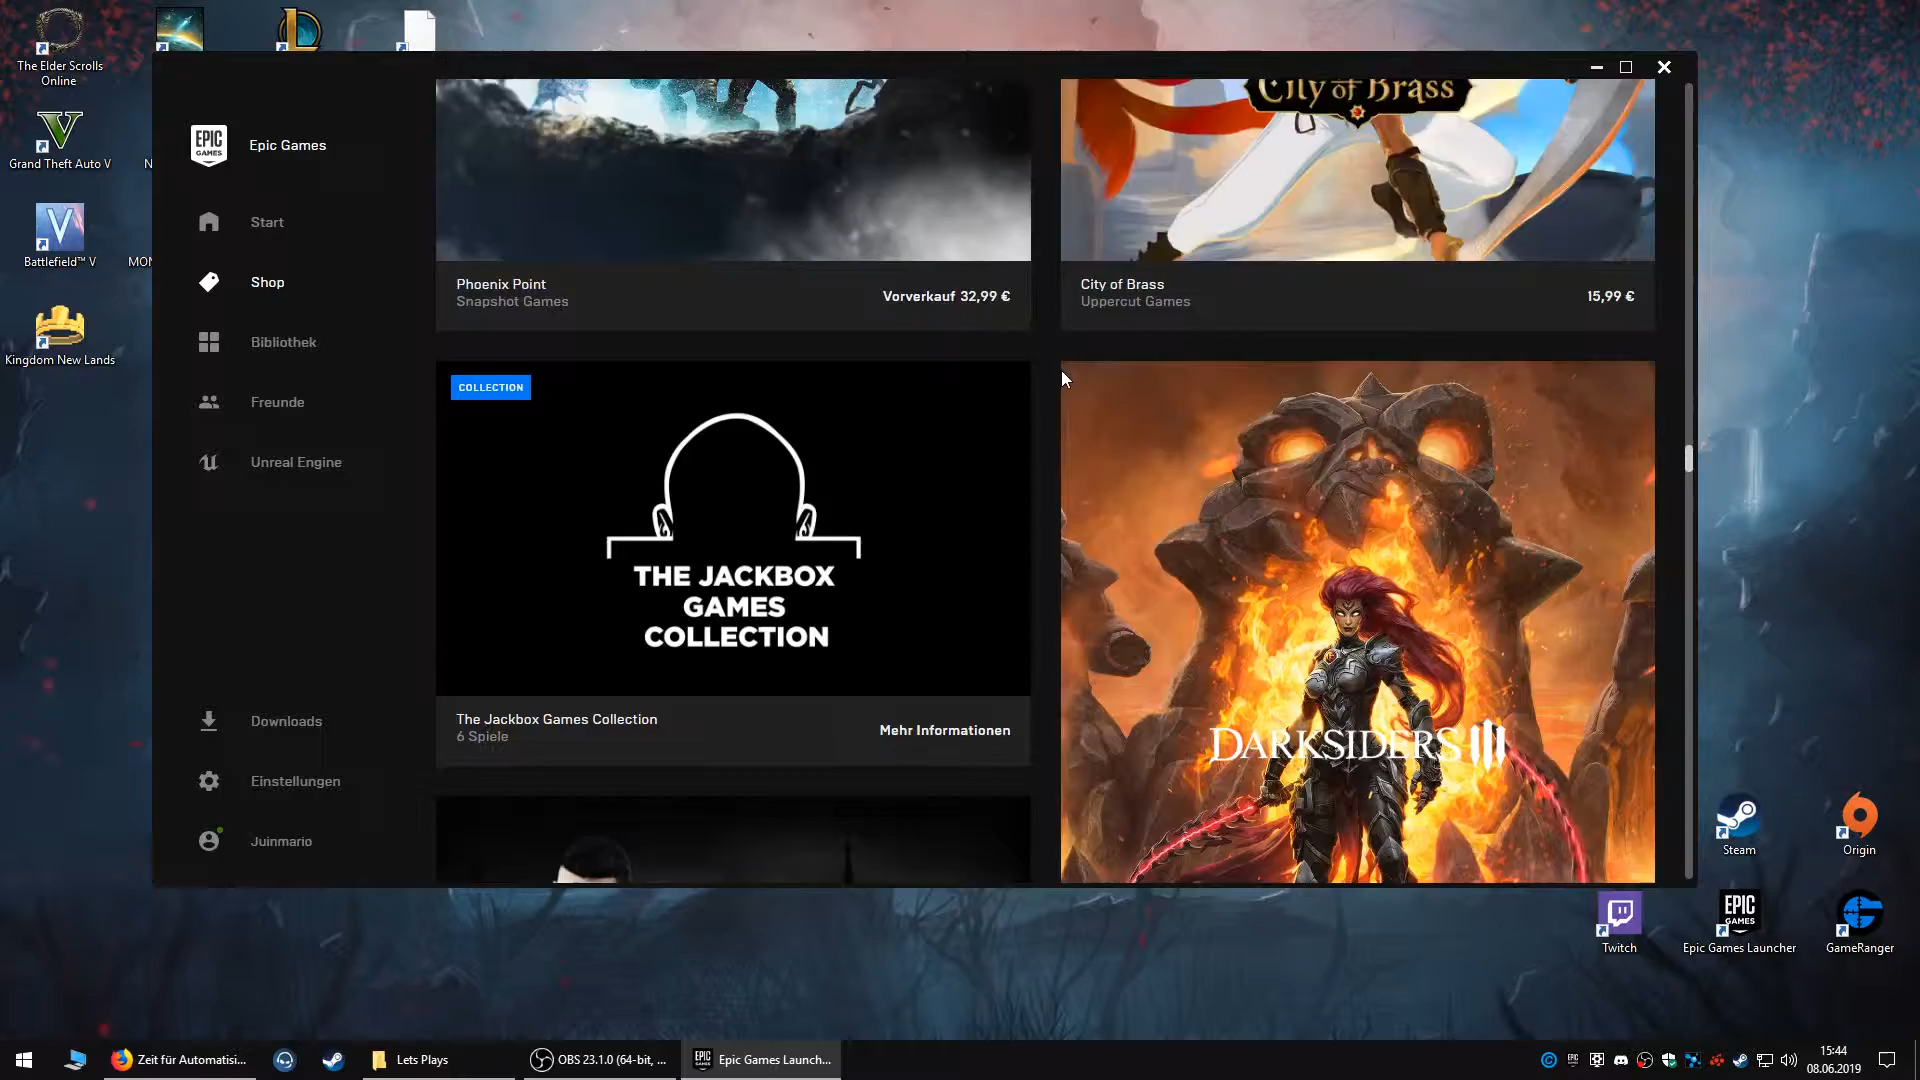 The Elder Scrolls
Online
Grand Theft Auto V
N
Battlefield™ V
MON
Kingdom New Lands
EPIC
GAMES
Epic Games
Start
Shop
Bibliothek
Freunde
Unreal Engine
Downloads
Einstellungen
Juinmario
City of Brass
Phoenix Point
Snapshot Games
Vorverkauf 32,99 €
City of Brass
Uppercut Games
15,99 €
COLLECTION
THE JACKBOX
GAMES
COLLECTION
The Jackbox Games Collection
6 Spiele
Mehr Informationen
DARKSIDERS III
Steam
Origin
Twitch
EPIC
GAMES
Epic Games Launcher
GameRanger
Zeit für Automatisi...
Lets Plays
OBS 23.1.0 (64-bit, ...
Epic Games Launch...
15:44
08.06.2019